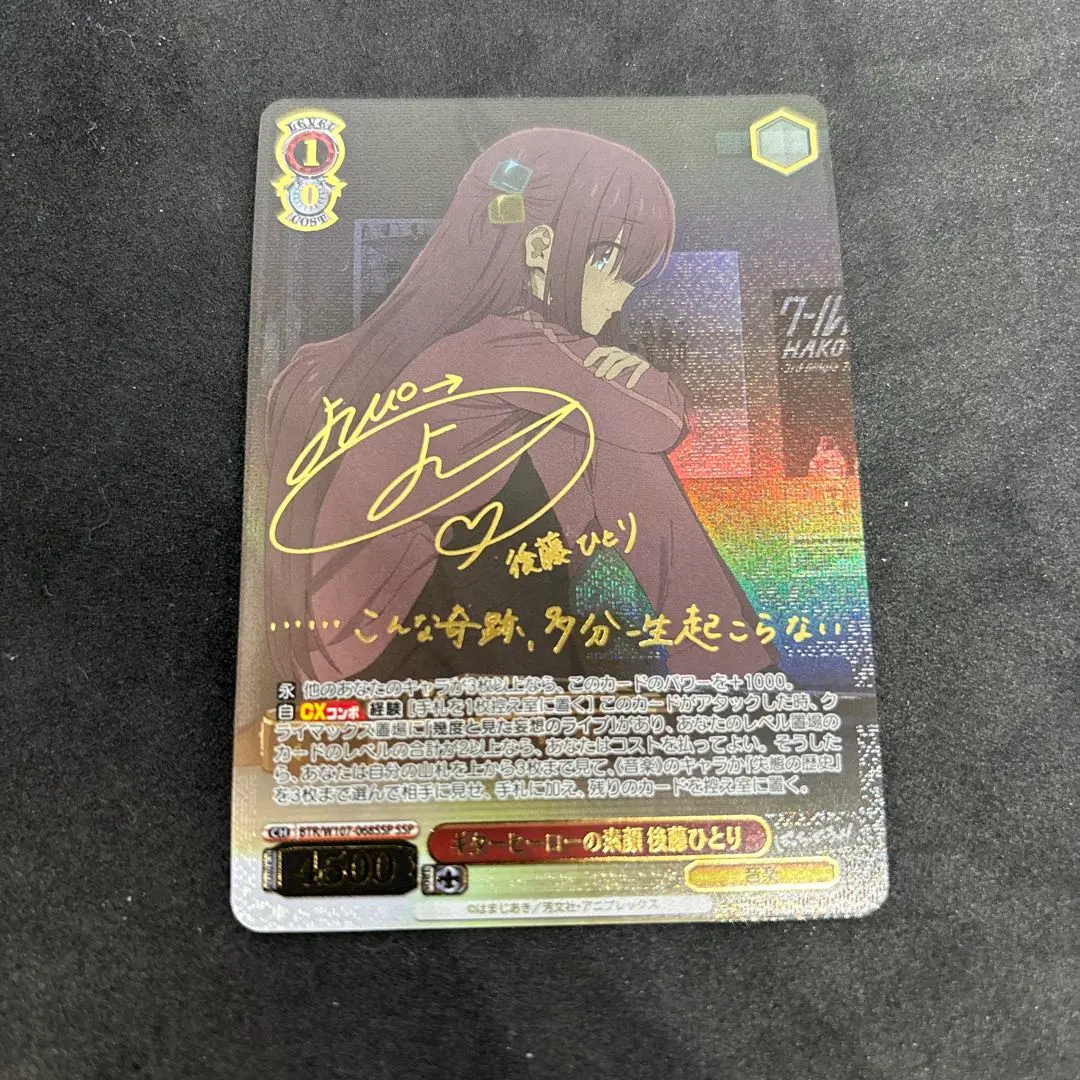 LEVEL
1
0
COST
ワール
HAKO
3rd Single
後藤ひとり
……こんな奇跡、多分一生起こらない
永 他のあなたのキャラが3枚以上なら、このカードのパワーを＋1000。
自 CXコンボ 経験［手札を1枚控え室に置く］このカードがアタックした時、ク
ライマックス置場に「幾度と見た妄想のライブ」があり、あなたのレベル置場の
カードのレベルの合計が2以上なら、あなたはコストを払ってよい。そうした
ら、あなたは自分の山札を上から3枚まで見て、《音楽》のキャラか「失態の歴史」
を3枚まで選んで相手に見せ、手札に加え、残りのカードを控え室に置く。
CH BTR/W107-068SSP SSP
ギターヒーローの素顔 後藤ひとり
4500
音楽
©はまじあき／芳文社・アニプレックス